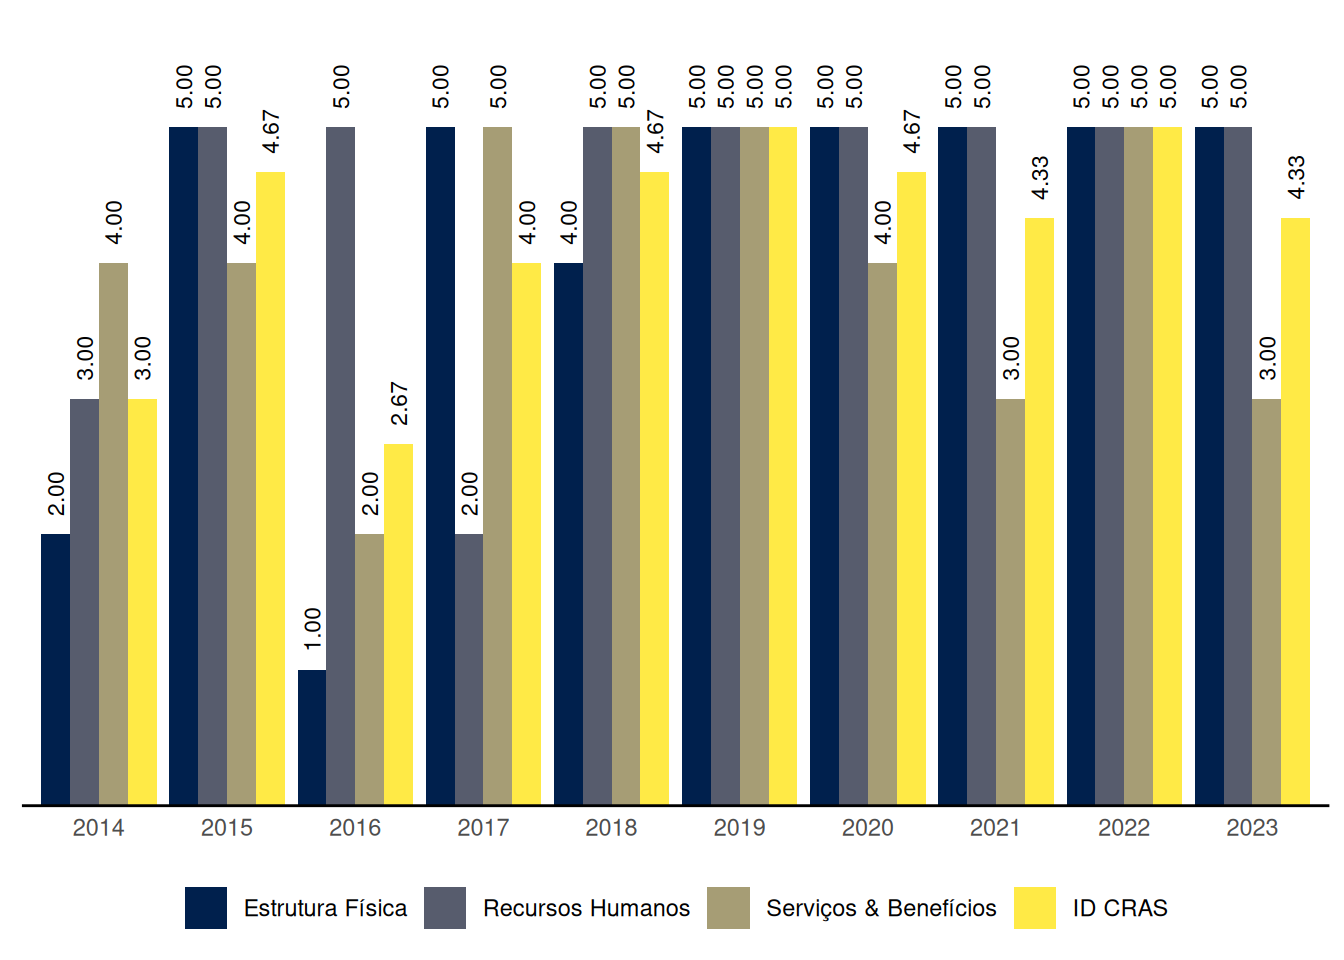 2.00 3.00 4.00 3.00 5.00 5.00 4.00 4.67 1.00 5.00 2.00 2.67 5.00 2.00 5.00 4.00 4.00 5.00 5.00 4.67 5.00 5.00 5.00 5.00 5.00 5.00 4.00 4.67 5.00 5.00 3.00 4.33 5.00 5.00 5.00 5.00 5.00 5.00 3.00 4.33
2014 2015 2016 2017 2018 2019 2020 2021 2022 2023
Estrutura Física Recursos Humanos Serviços & Benefícios ID CRAS